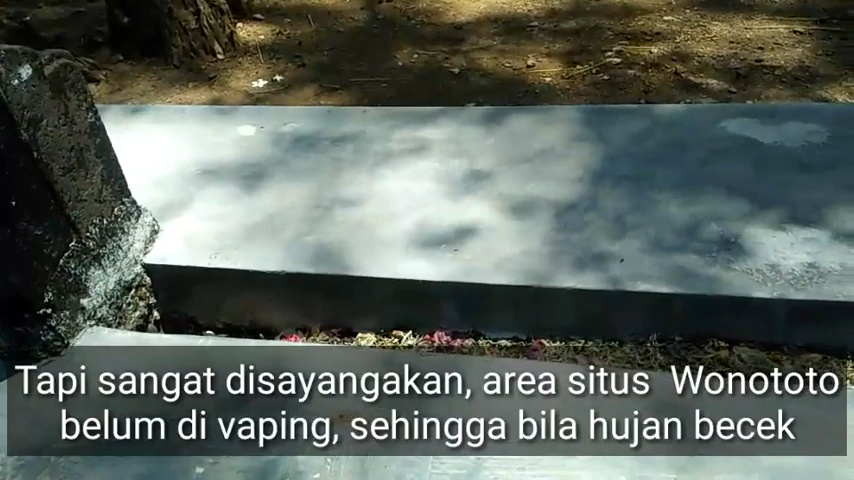 Tapi sangat disayangakan, area situs Wonototo
belum di vaping, sehingga bila hujan becek